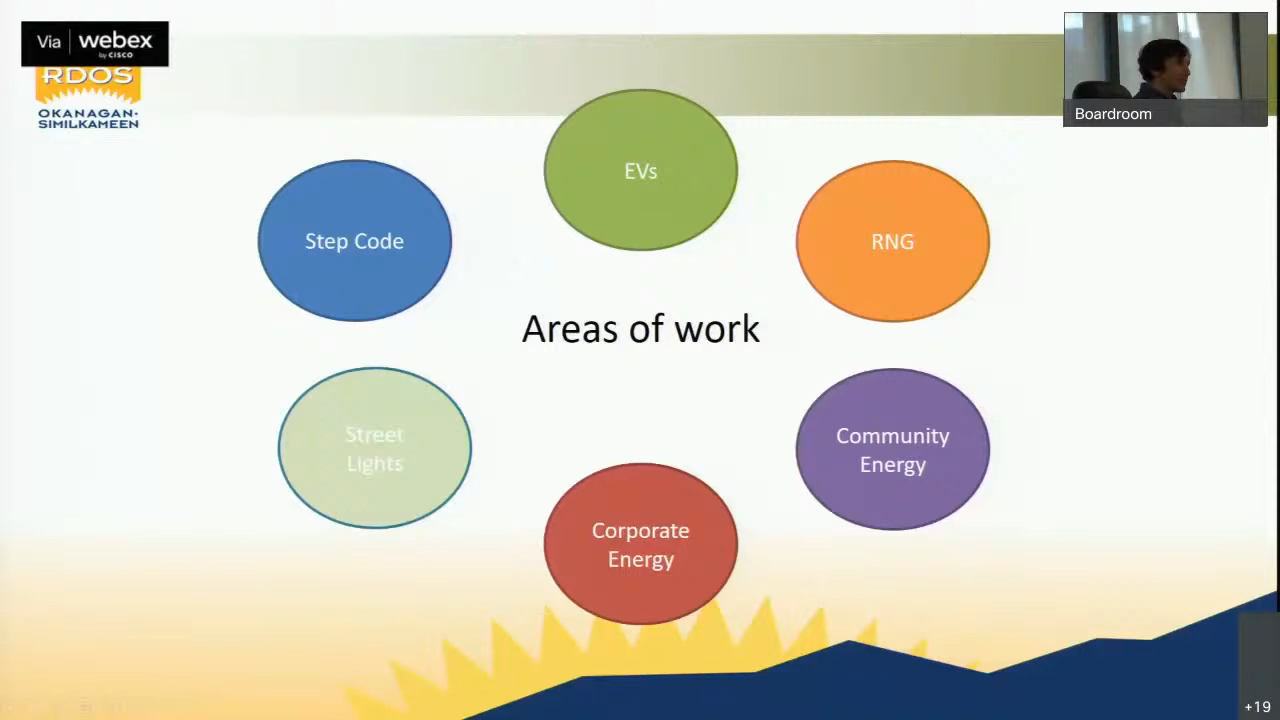 Via webex
by CISCO
RDOS
OKANAGAN-
SIMILKAMEEN
Boardroom
EVs
Step Code
RNG
Areas of work
Street
Lights
Community
Energy
Corporate
Energy
+19